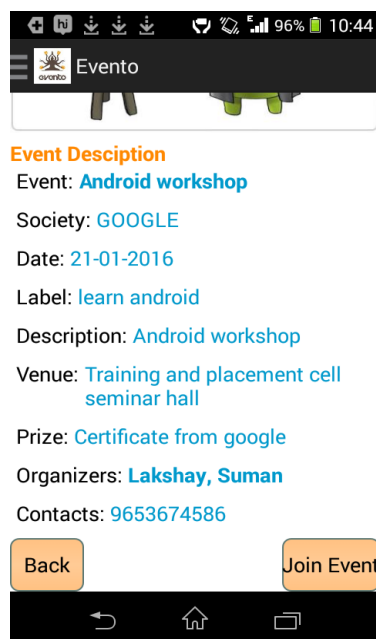 hi
96%
10:44
evento
Evento
Event Desciption
Event: Android workshop
Society: GOOGLE
Date: 21-01-2016
Label: learn android
Description: Android workshop
Venue: Training and placement cell
seminar hall
Prize: Certificate from google
Organizers: Lakshay, Suman
Contacts: 9653674586
Back
Join Event